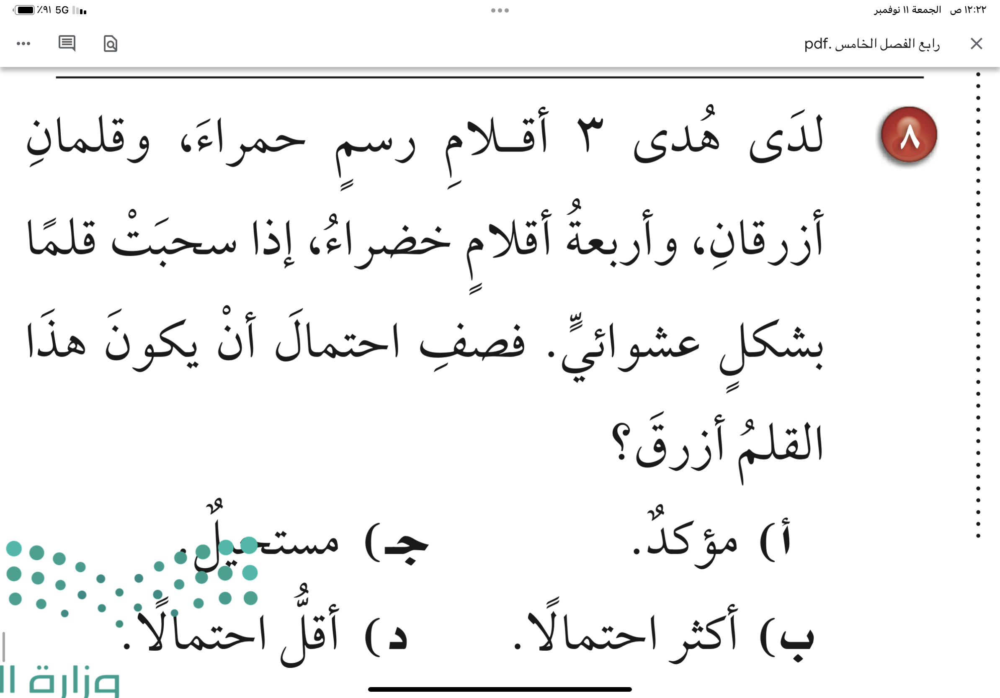 ١٢:٢٢ ص الجمعة ١١ نوفمبر
٪٩١ 5G
رابع الفصل الخامس .pdf
٨ لدَى هُدى ٣ أقـلامِ رسمٍ حمراءَ، وقلمانِ
أزرقانِ، وأربعةُ أقلامٍ خضراءُ، إذا سحبَتْ قلمًا
بشكلٍ عشوائيٍّ. فصفِ احتمالَ أنْ يكونَ هذَا
القلمُ أزرقَ؟
أ) مؤكدٌ. جـ) مستحيلٌ.
ب) أكثر احتمالًا. د) أقلُّ احتمالًا.
وزارة